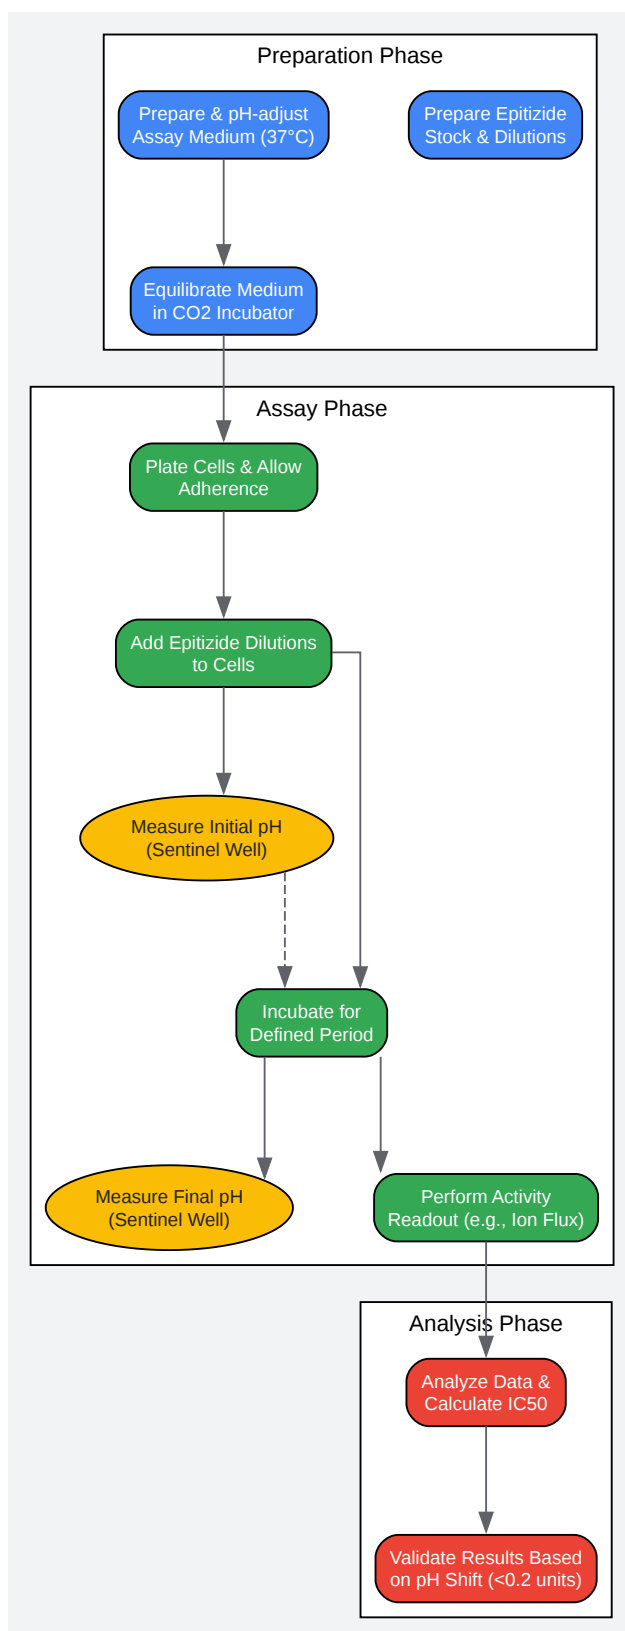 Preparation Phase
Prepare & pH-adjust
Assay Medium (37°C)
Prepare Epitizide
Stock & Dilutions
Equilibrate Medium
in CO2 Incubator
Assay Phase
Plate Cells & Allow
Adherence
Add Epitizide Dilutions
to Cells
Measure Initial pH
(Sentinel Well)
Incubate for
Defined Period
Measure Final pH
(Sentinel Well)
Perform Activity
Readout (e.g., Ion Flux)
Analysis Phase
Analyze Data &
Calculate IC50
Validate Results Based
on pH Shift (<0.2 units)